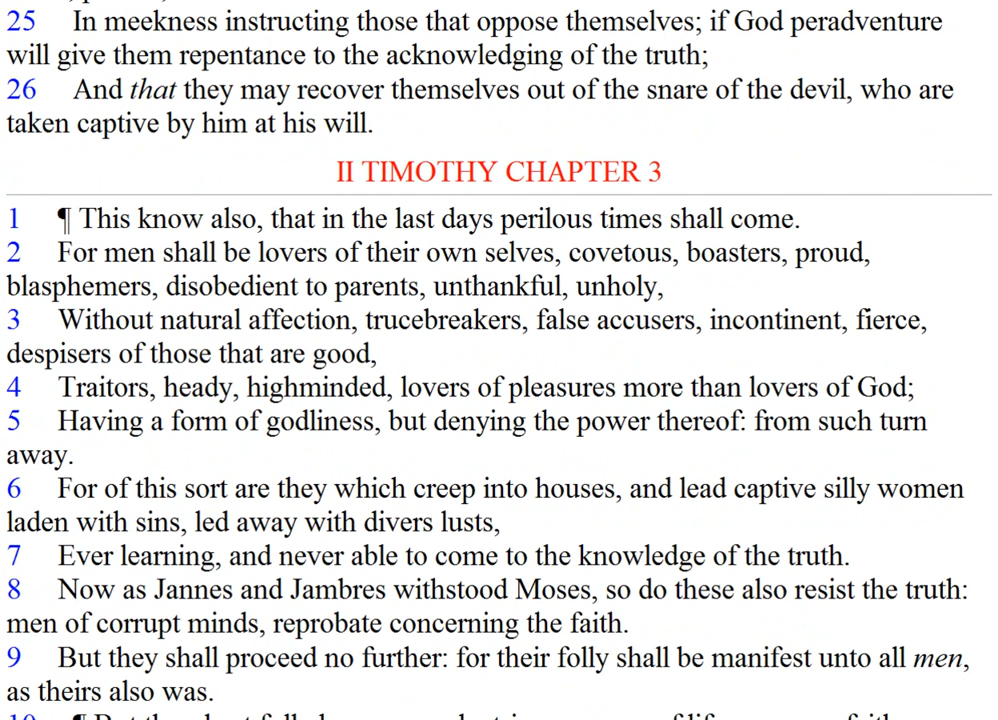 25 In meekness instructing those that oppose themselves; if God peradventure
will give them repentance to the acknowledging of the truth;
26 And that they may recover themselves out of the snare of the devil, who are
taken captive by him at his will.
II TIMOTHY CHAPTER 3
1 ¶ This know also, that in the last days perilous times shall come.
2 For men shall be lovers of their own selves, covetous, boasters, proud,
blasphemers, disobedient to parents, unthankful, unholy,
3 Without natural affection, trucebreakers, false accusers, incontinent, fierce,
despisers of those that are good,
4 Traitors, heady, highminded, lovers of pleasures more than lovers of God;
5 Having a form of godliness, but denying the power thereof: from such turn
away.
6 For of this sort are they which creep into houses, and lead captive silly women
laden with sins, led away with divers lusts,
7 Ever learning, and never able to come to the knowledge of the truth.
8 Now as Jannes and Jambres withstood Moses, so do these also resist the truth:
men of corrupt minds, reprobate concerning the faith.
9 But they shall proceed no further: for their folly shall be manifest unto all men,
as theirs also was.